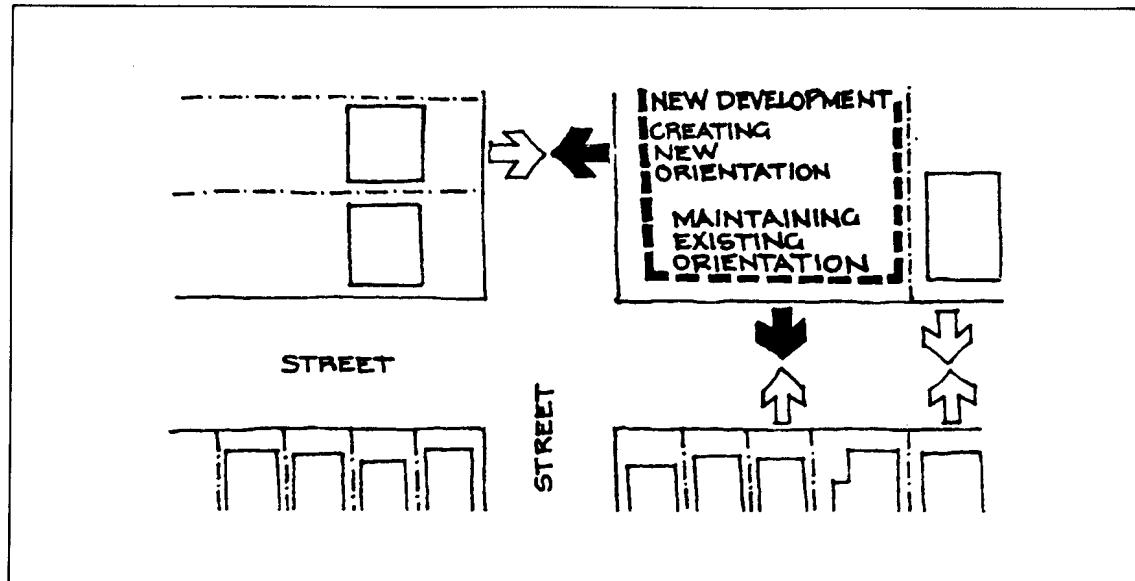 NEW DEVELOPMENT
CREATING
NEW
ORIENTATION
MAINTAINING
EXISTING
ORIENTATION
STREET
STREET